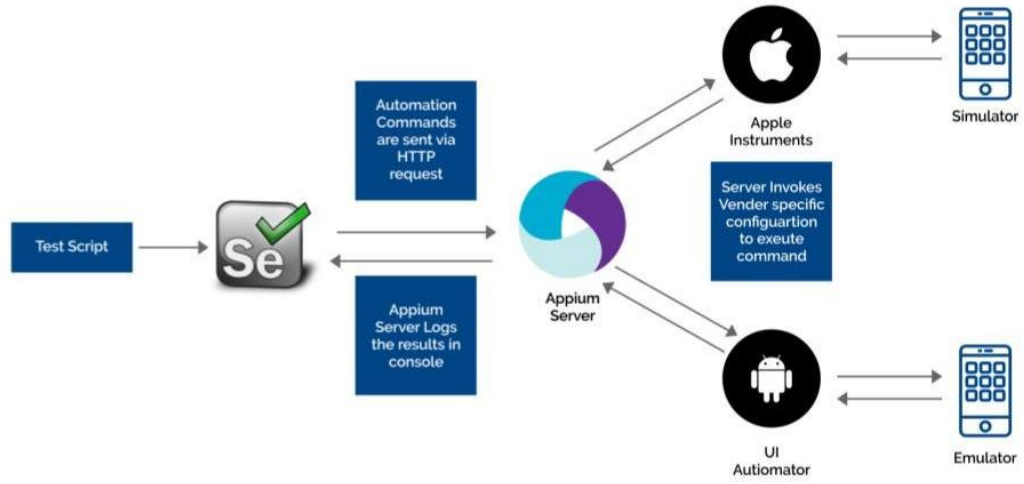 Automation
Commands
are sent via
HTTP
request
Test Script
Se
Appium
Server Logs
the results in
console
Appium
Server
Apple
Instruments
Simulator
Server Invokes
Vender specific
configuartion
to exeute
command
UI
Autiomator
Emulator